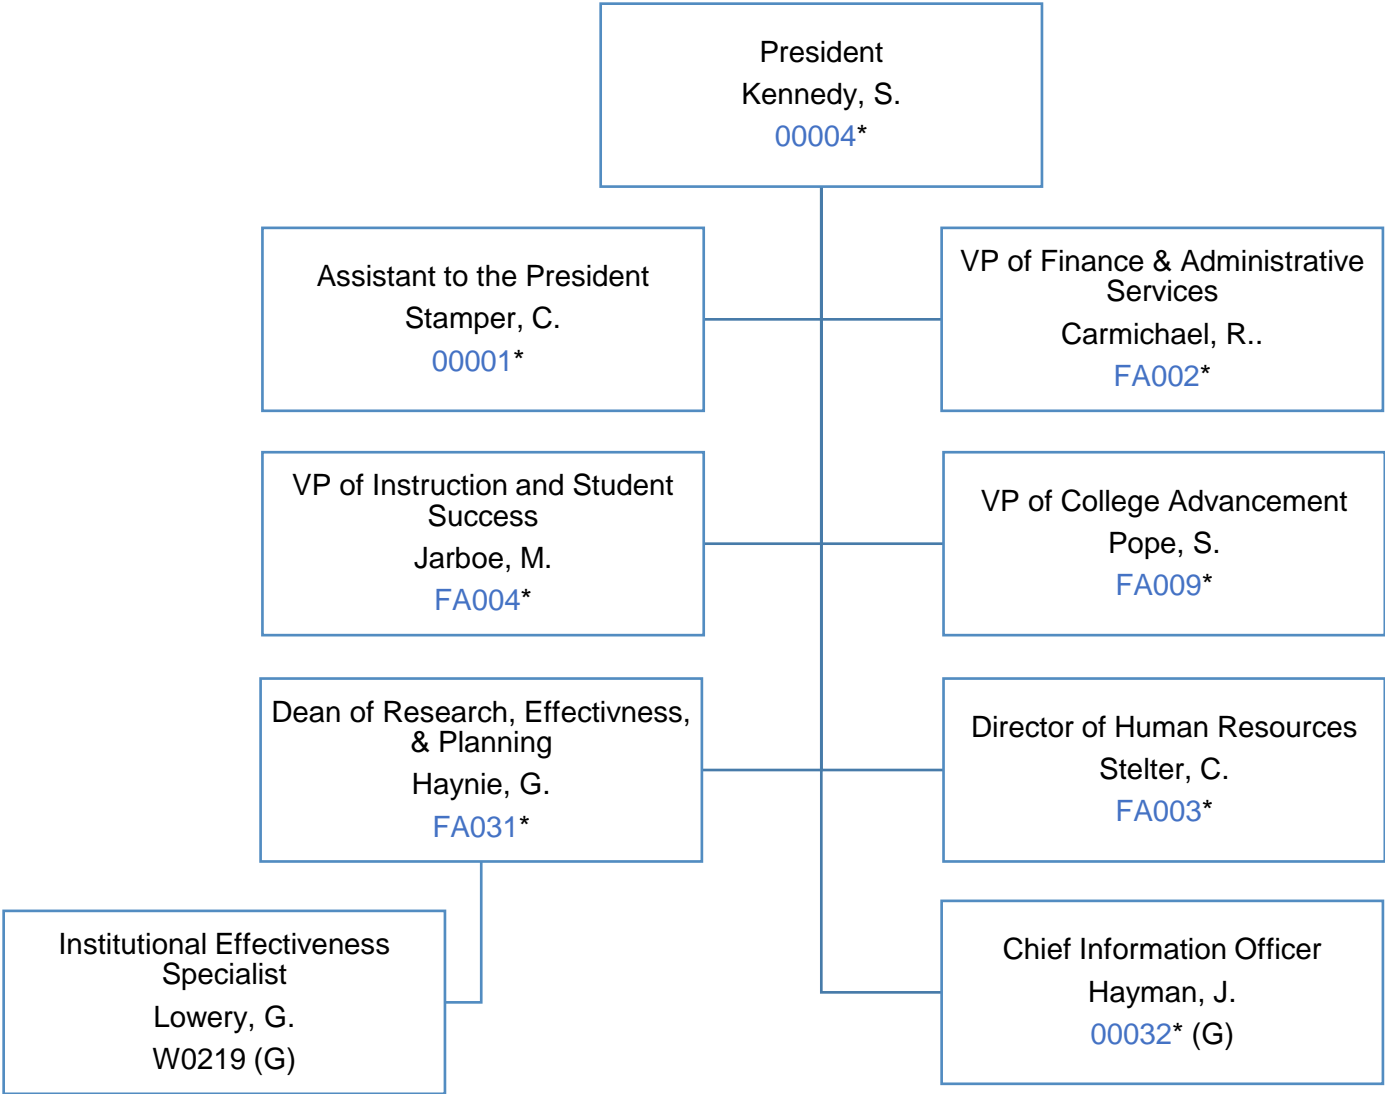 President
Kennedy, S.
00004*
Assistant to the President
Stamper, C.
00001*
VP of Finance & Administrative
Services
Carmichael, R..
FA002*
VP of Instruction and Student
Success
Jarboe, M.
FA004*
VP of College Advancement
Pope, S.
FA009*
Dean of Research, Effectivness,
& Planning
Haynie, G.
FA031*
Director of Human Resources
Stelter, C.
FA003*
Institutional Effectiveness
Specialist
Lowery, G.
W0219 (G)
Chief Information Officer
Hayman, J.
00032* (G)